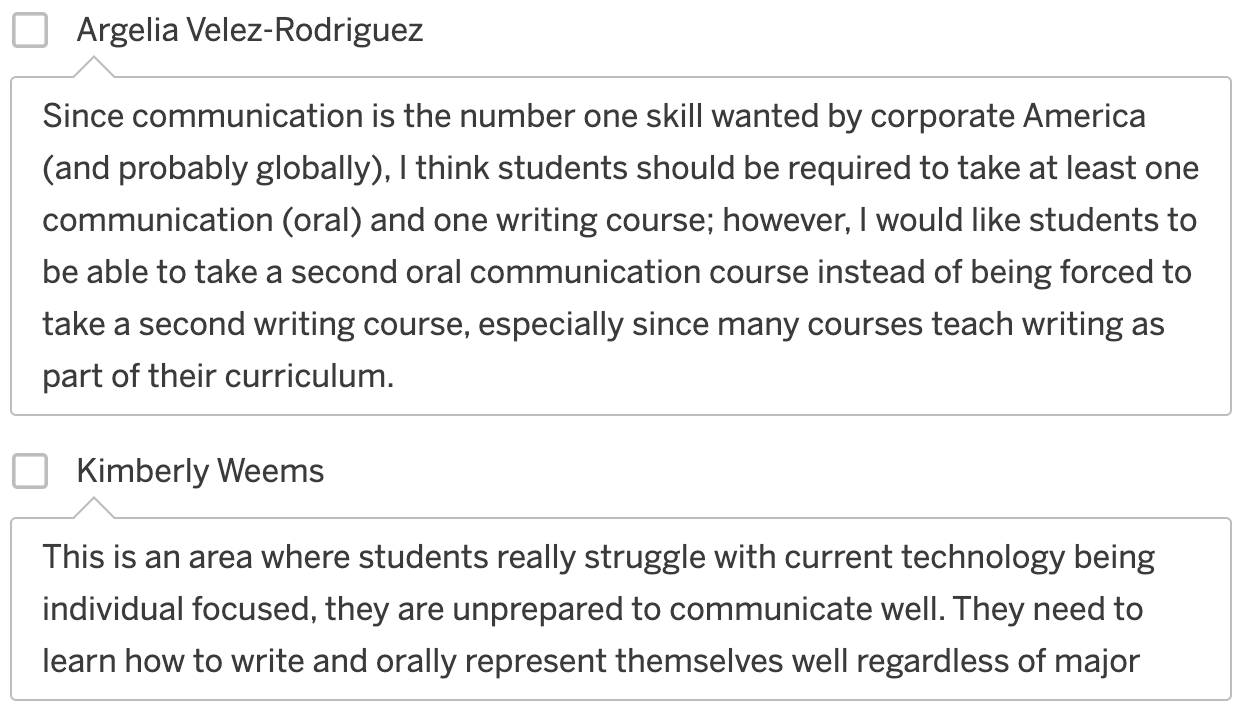 Argelia Velez-Rodriguez
Since communication is the number one skill wanted by corporate America
(and probably globally), I think students should be required to take at least one
communication (oral) and one writing course; however, I would like students to
be able to take a second oral communication course instead of being forced to
take a second writing course, especially since many courses teach writing as
part of their curriculum.
Kimberly Weems
This is an area where students really struggle with current technology being
individual focused, they are unprepared to communicate well. They need to
learn how to write and orally represent themselves well regardless of major